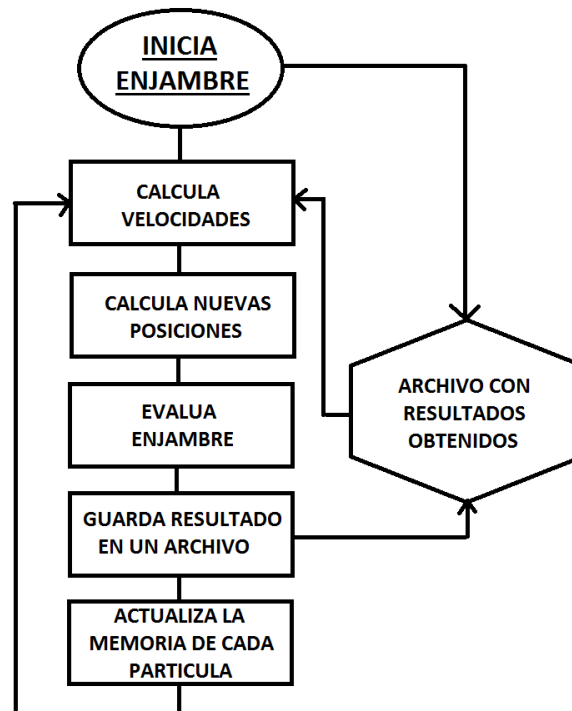 INICIA
ENJAMBRE
CALCULA
VELOCIDADES
CALCULA NUEVAS
POSICIONES
EVALUA
ENJAMBRE
GUARDA RESULTADO
EN UN ARCHIVO
ACTUALIZA LA
MEMORIA DE CADA
PARTICULA
ARCHIVO CON
RESULTADOS
OBTENIDOS